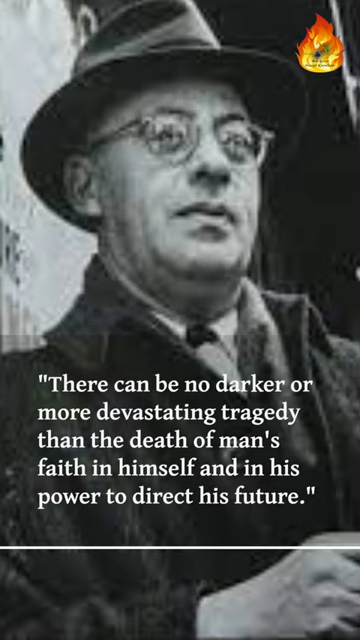 "There can be no darker or
more devastating tragedy
than the death of man's
faith in himself and in his
power to direct his future."